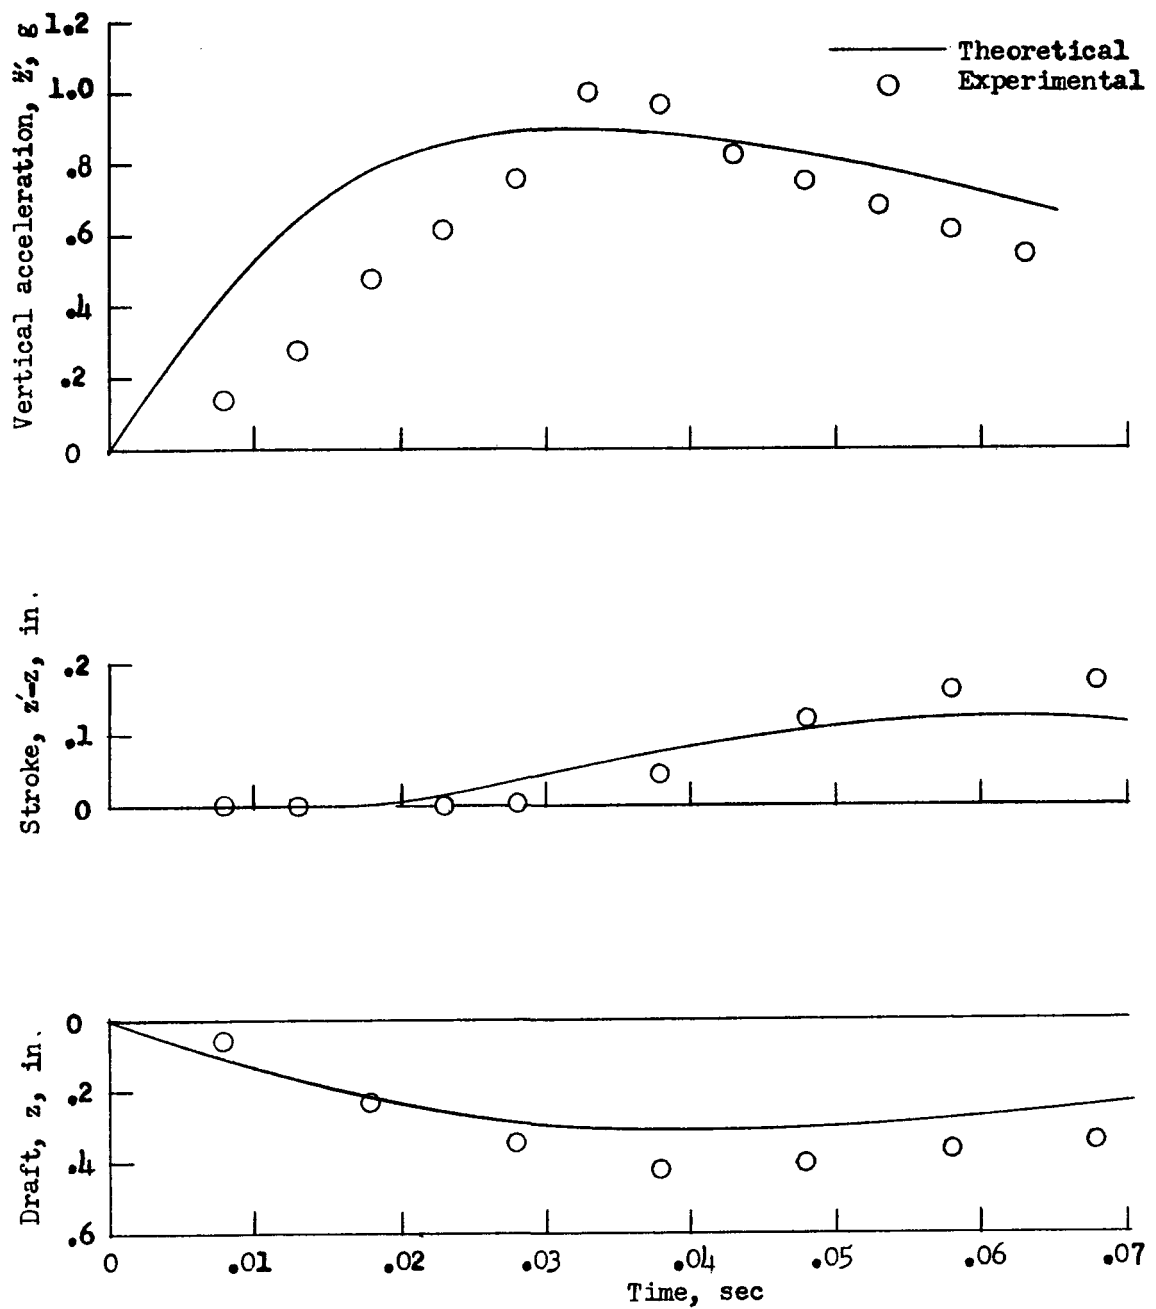 Vertical acceleration, z̈′, g
1.2
1.0
.8
.6
.4
.2
0
Theoretical
Experimental
Stroke, z′-z, in.
.2
.1
0
Draft, z, in.
0
.2
.4
.6
0 .01 .02 .03 .04 .05 .06 .07
Time, sec